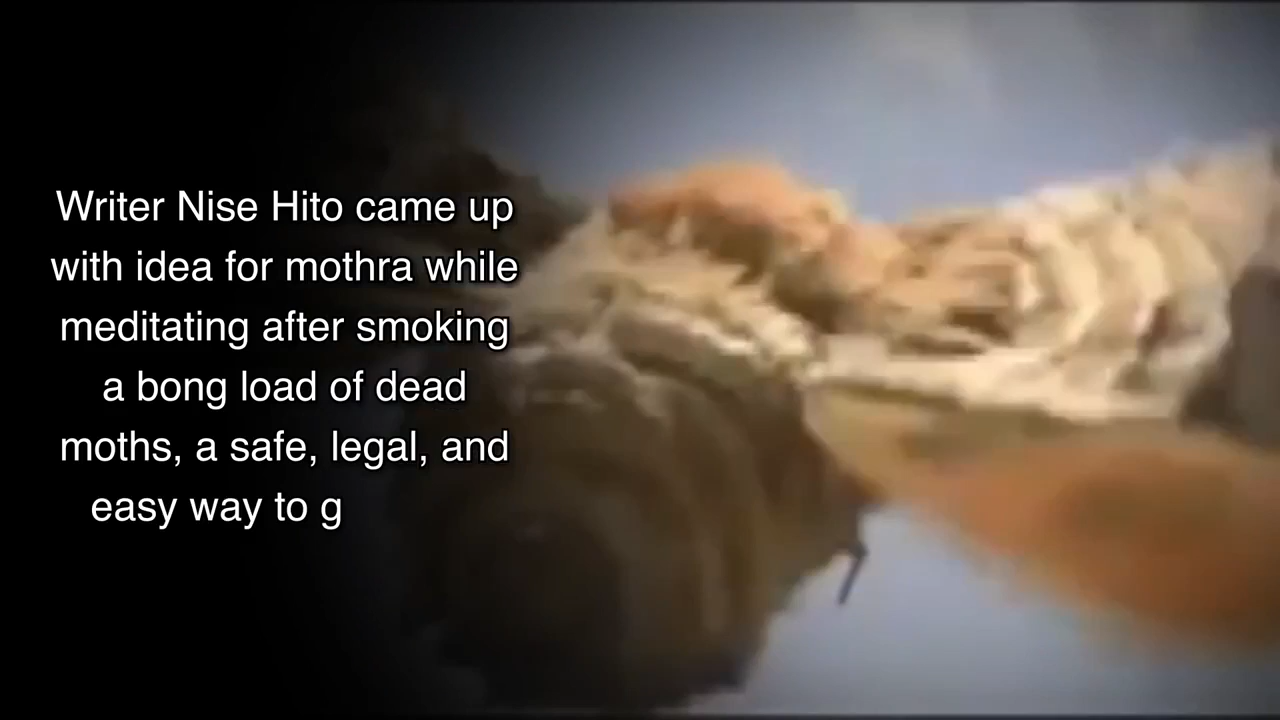 Writer Nise Hito came up
with idea for mothra while
meditating after smoking
a bong load of dead
moths, a safe, legal, and
easy way to g